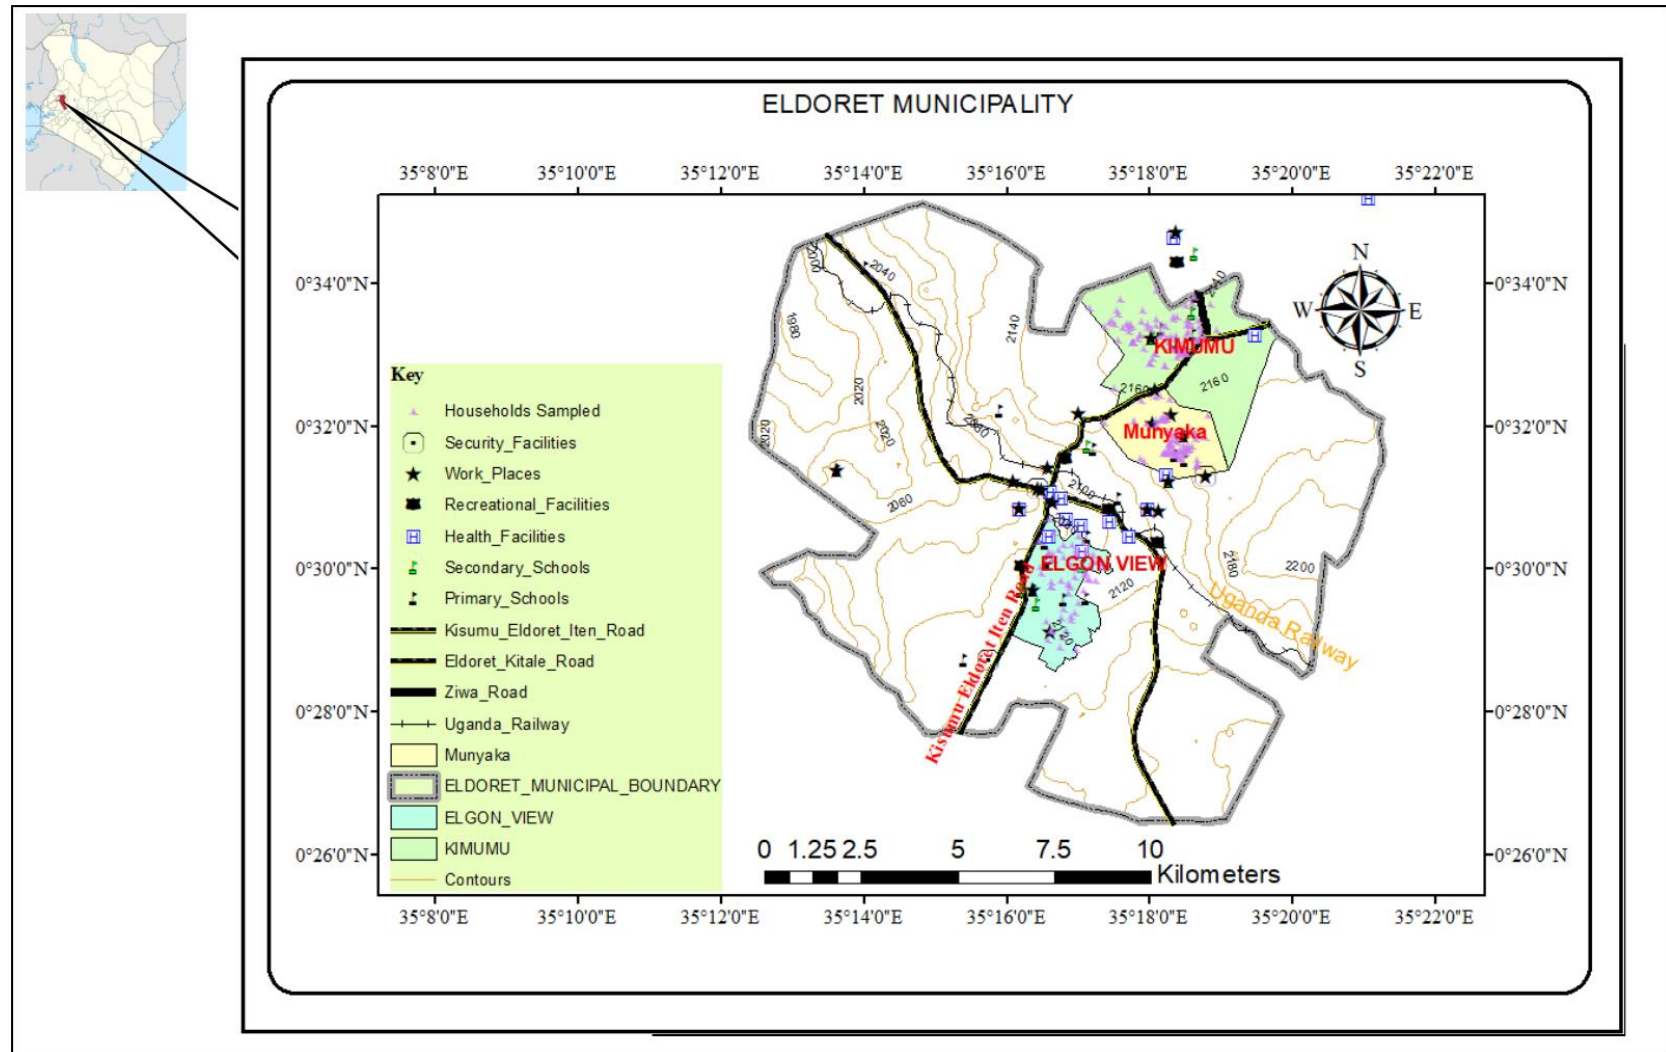 ELDORET MUNICIPALITY
35°8'0"E 35°10'0"E 35°12'0"E 35°14'0"E 35°16'0"E 35°18'0"E 35°20'0"E 35°22'0"E
0°34'0"N 0°34'0"N
0°32'0"N 0°32'0"N
0°30'0"N 0°30'0"N
0°28'0"N 0°28'0"N
0°26'0"N 0°26'0"N
N
W E
S
Key
Households Sampled
Security_Facilities
Work_Places
Recreational_Facilities
Health_Facilities
Secondary_Schools
Primary_Schools
Kisumu_Eldoret_Iten_Road
Eldoret_Kitale_Road
Ziwa_Road
Uganda_Railway
Munyaka
ELDORET_MUNICIPAL_BOUNDARY
ELGON_VIEW
KIMUMU
Contours
2040
1980
2140
KIMUMU
2160
2160
2020
2020
2020
Munyaka
2060
2100
2180
2200
ELGON VIEW
2120
Uganda Railway
Kisumu Eldoret Iten Road
0 1.25 2.5 5 7.5 10
Kilometers
35°8'0"E 35°10'0"E 35°12'0"E 35°14'0"E 35°16'0"E 35°18'0"E 35°20'0"E 35°22'0"E